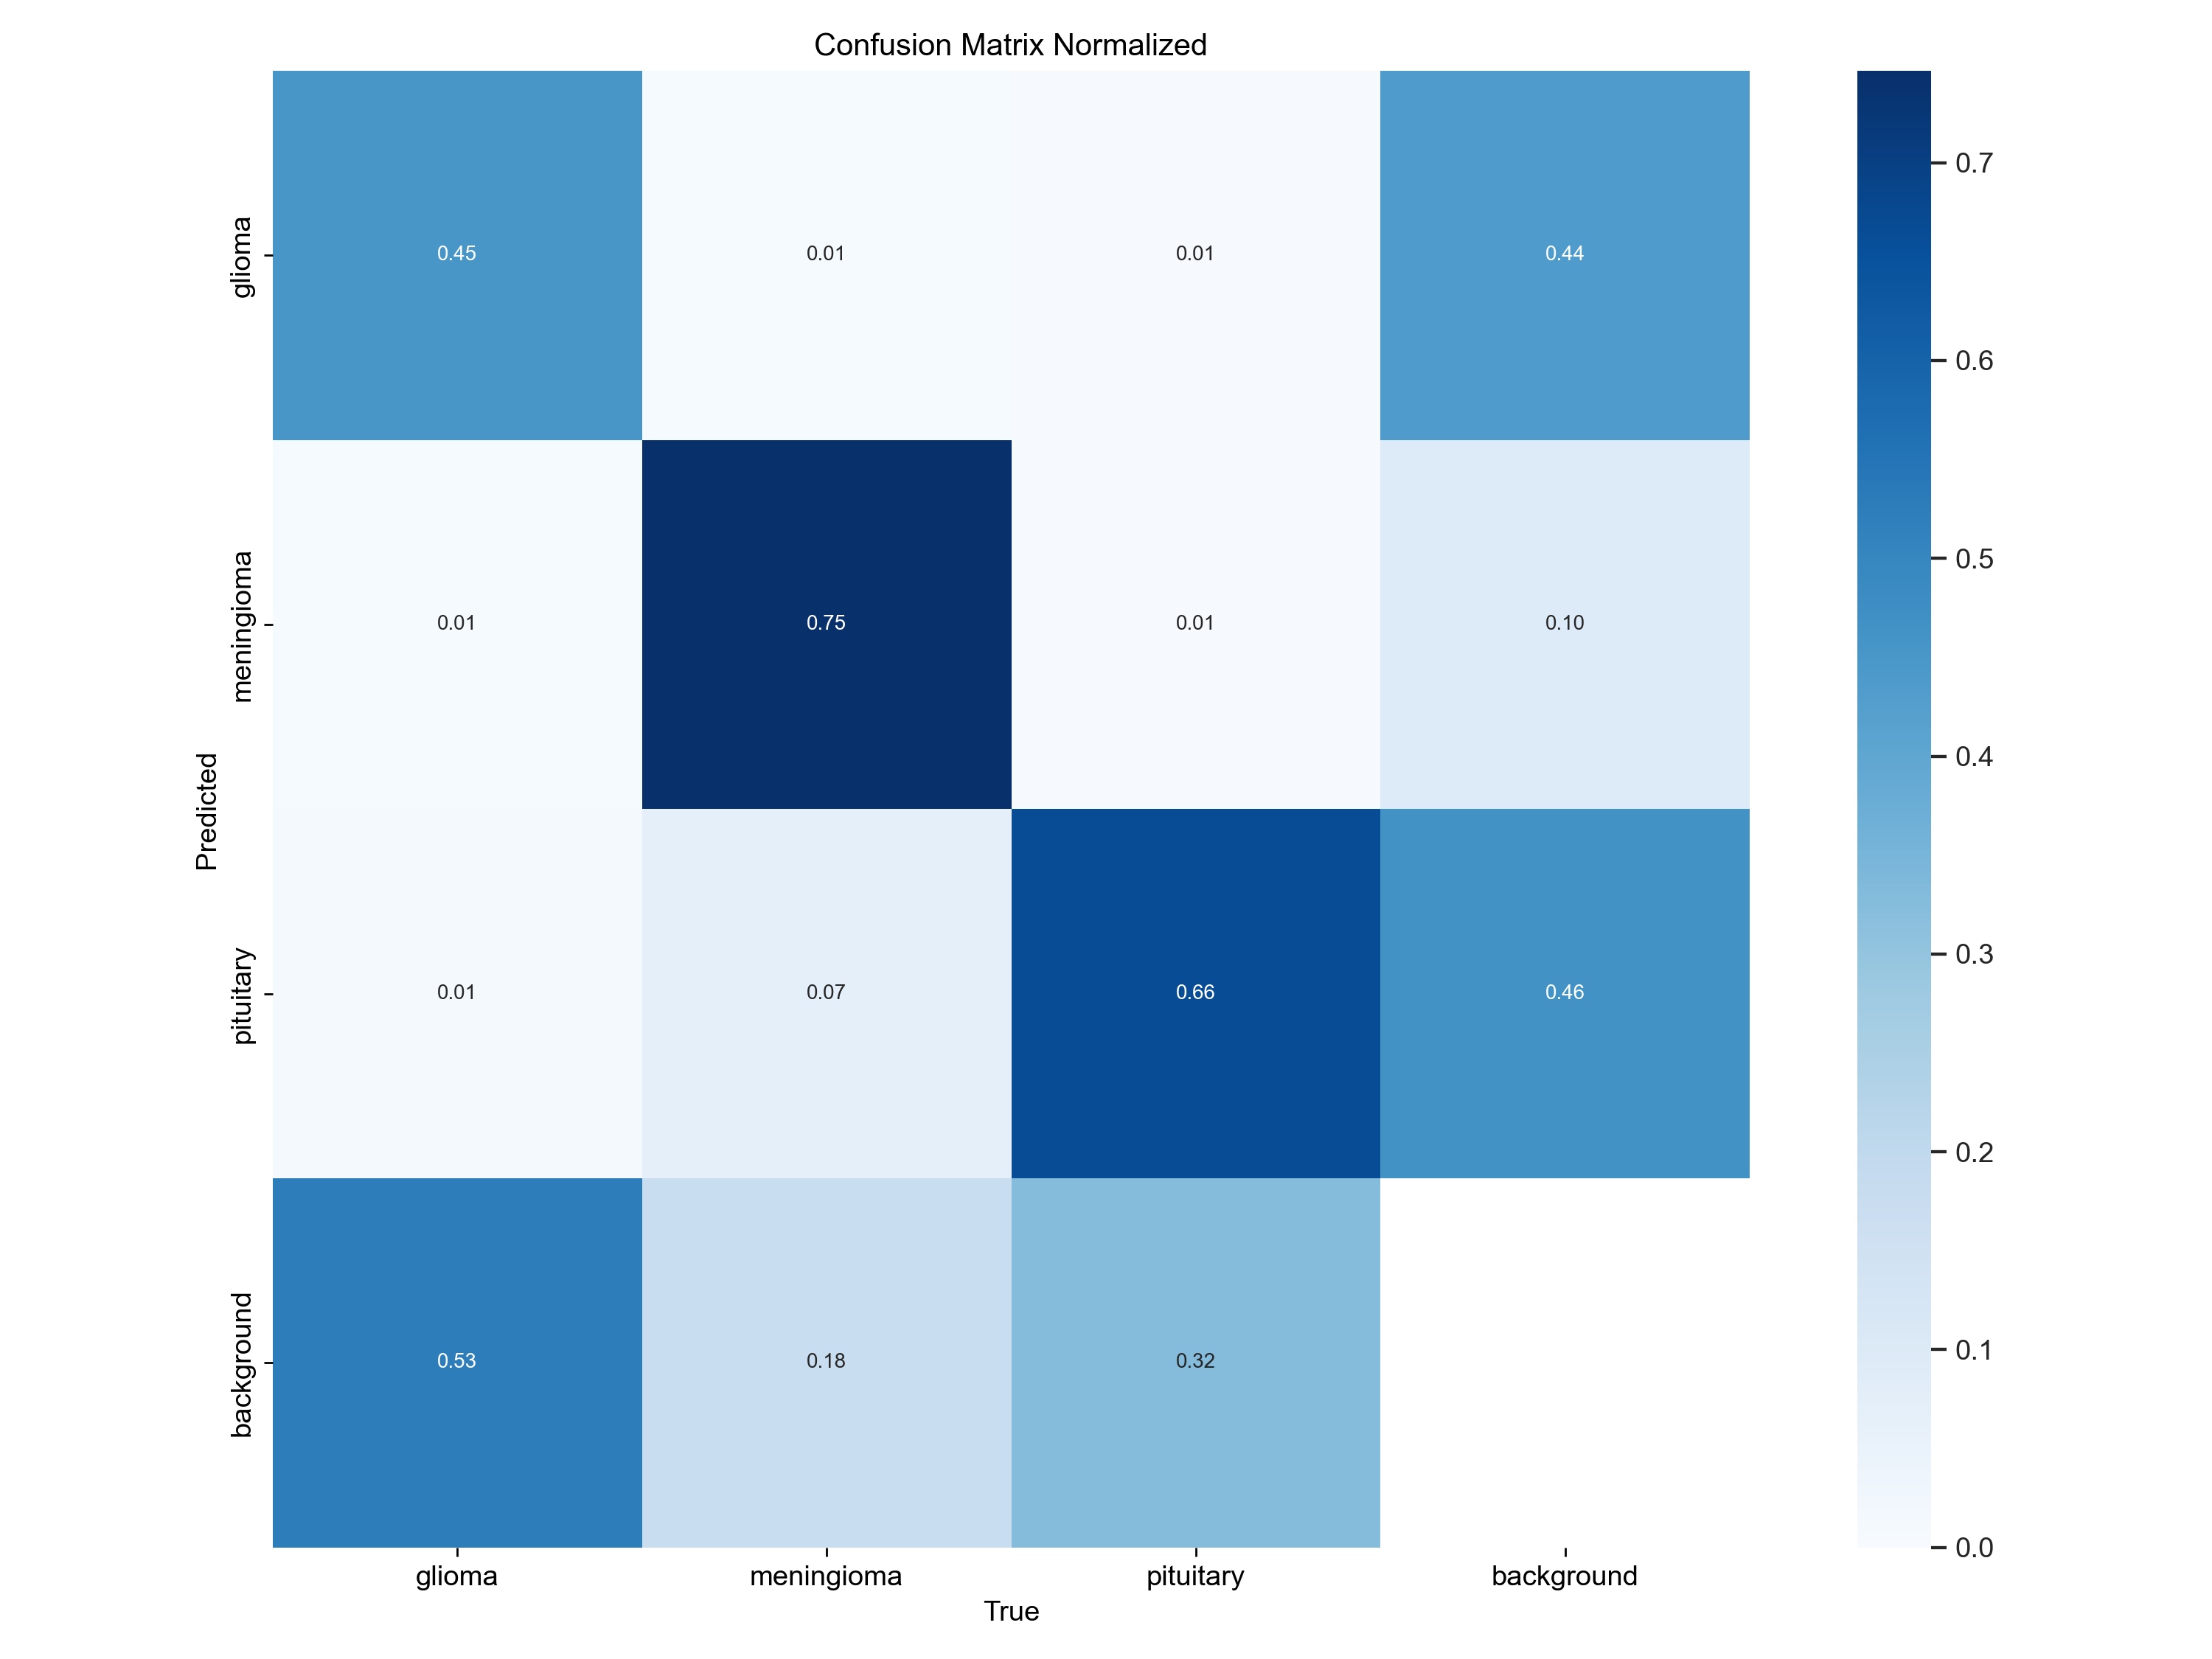 Confusion Matrix Normalized
glioma
0.45
0.01
0.01
0.44
meningioma
0.01
0.75
0.01
0.10
pituitary
0.01
0.07
0.66
0.46
background
0.53
0.18
0.32
Predicted
glioma
meningioma
pituitary
background
True
0.7
0.6
0.5
0.4
0.3
0.2
0.1
0.0